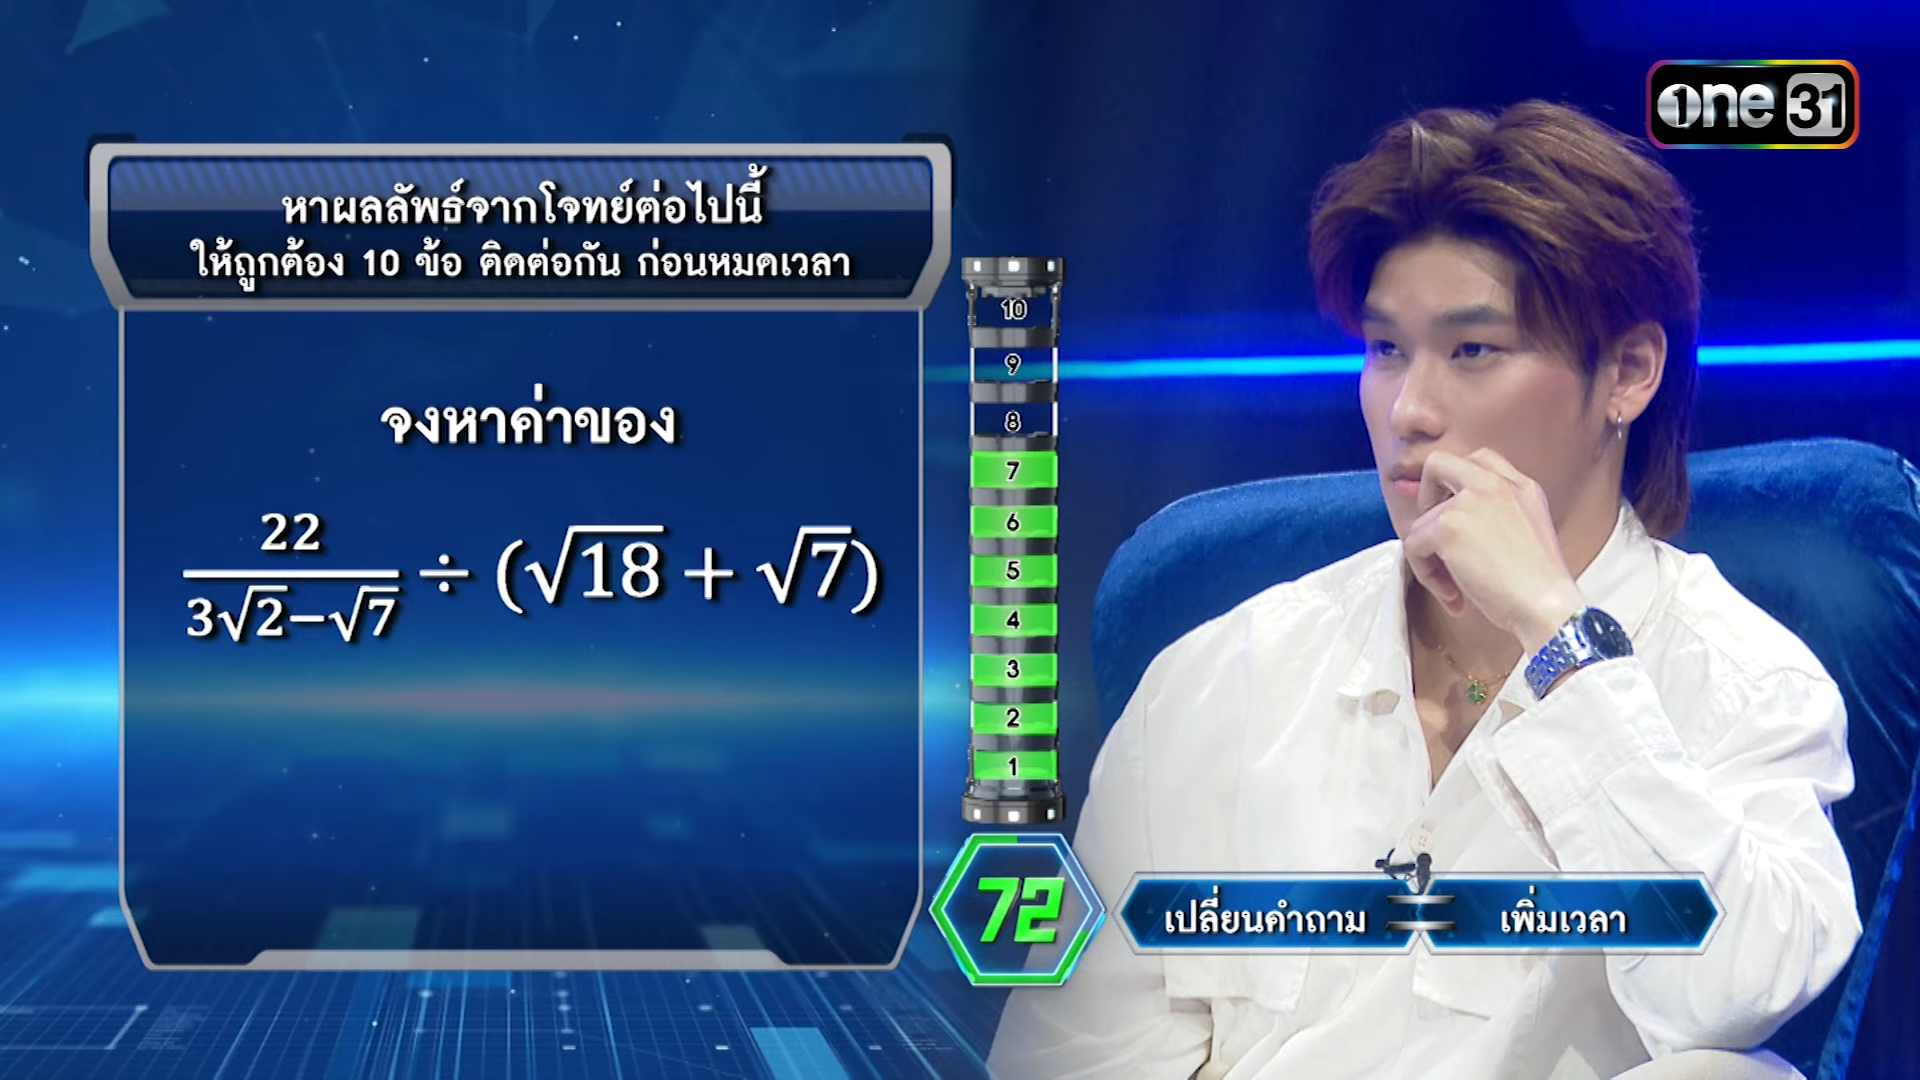 one 31
หาผลลัพธ์จากโจทย์ต่อไปนี้
ให้ถูกต้อง 10 ข้อ ติดต่อกัน ก่อนหมดเวลา
จงหาค่าของ
22
3√2−√7
÷ (√18 + √7)
10
9
8
7
6
5
4
3
2
1
72
เปลี่ยนคำถาม
เพิ่มเวลา